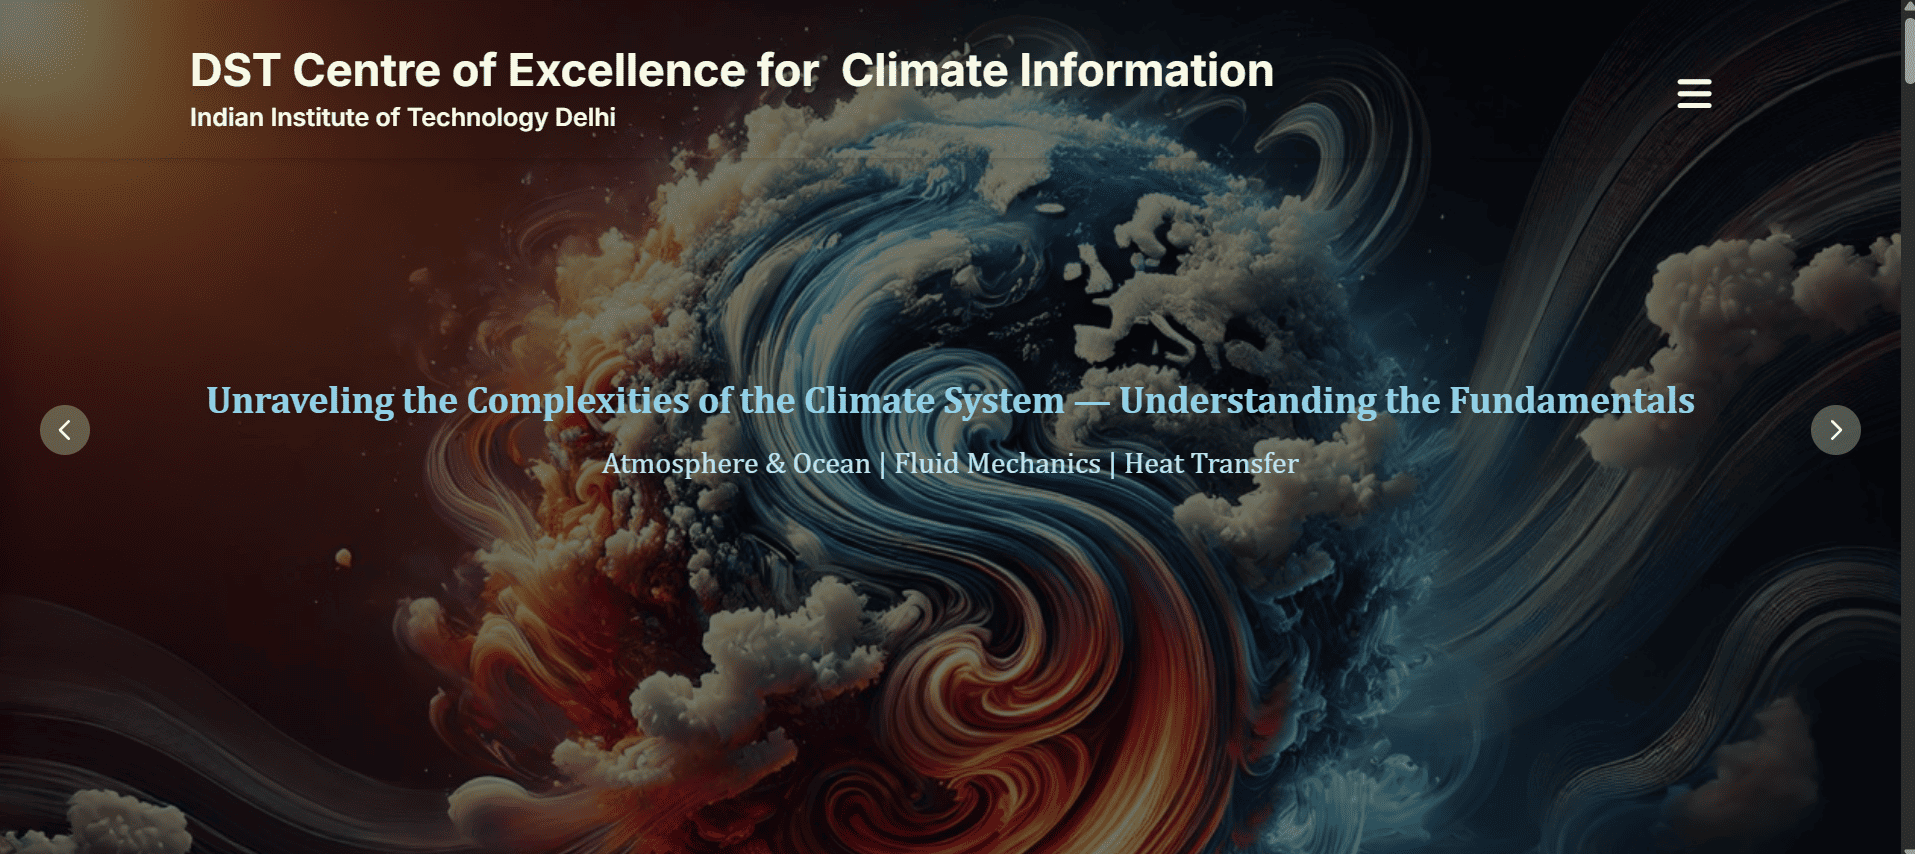 DST Centre of Excellence for  Climate Information
Indian Institute of Technology Delhi
Unraveling the Complexities of the Climate System — Understanding the Fundamentals
Atmosphere & Ocean | Fluid Mechanics | Heat Transfer